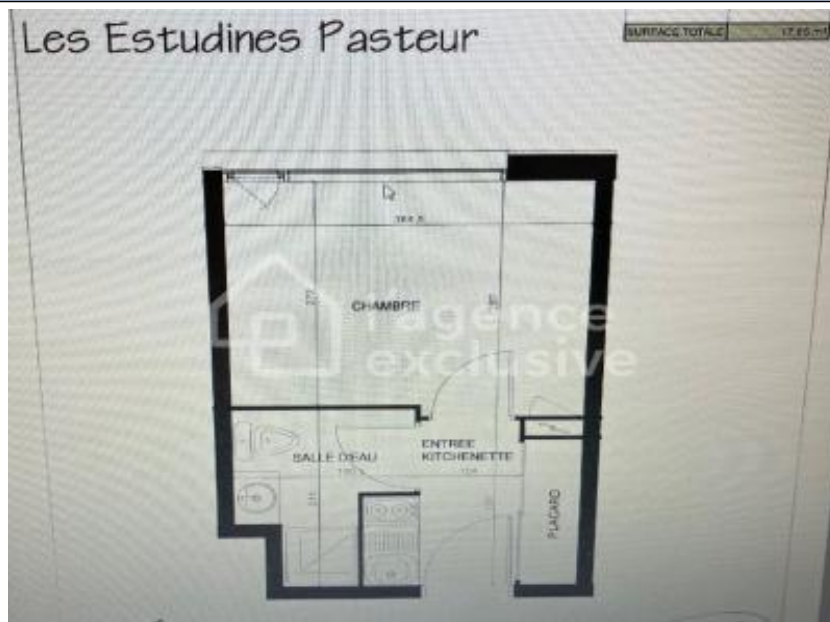 Les Estudines Pasteur
SURFACE TOTALE
CHAMBRE
l'agence
exclusive
ENTREE
KITCHENETTE
SALLE D'EAU
PLACARD